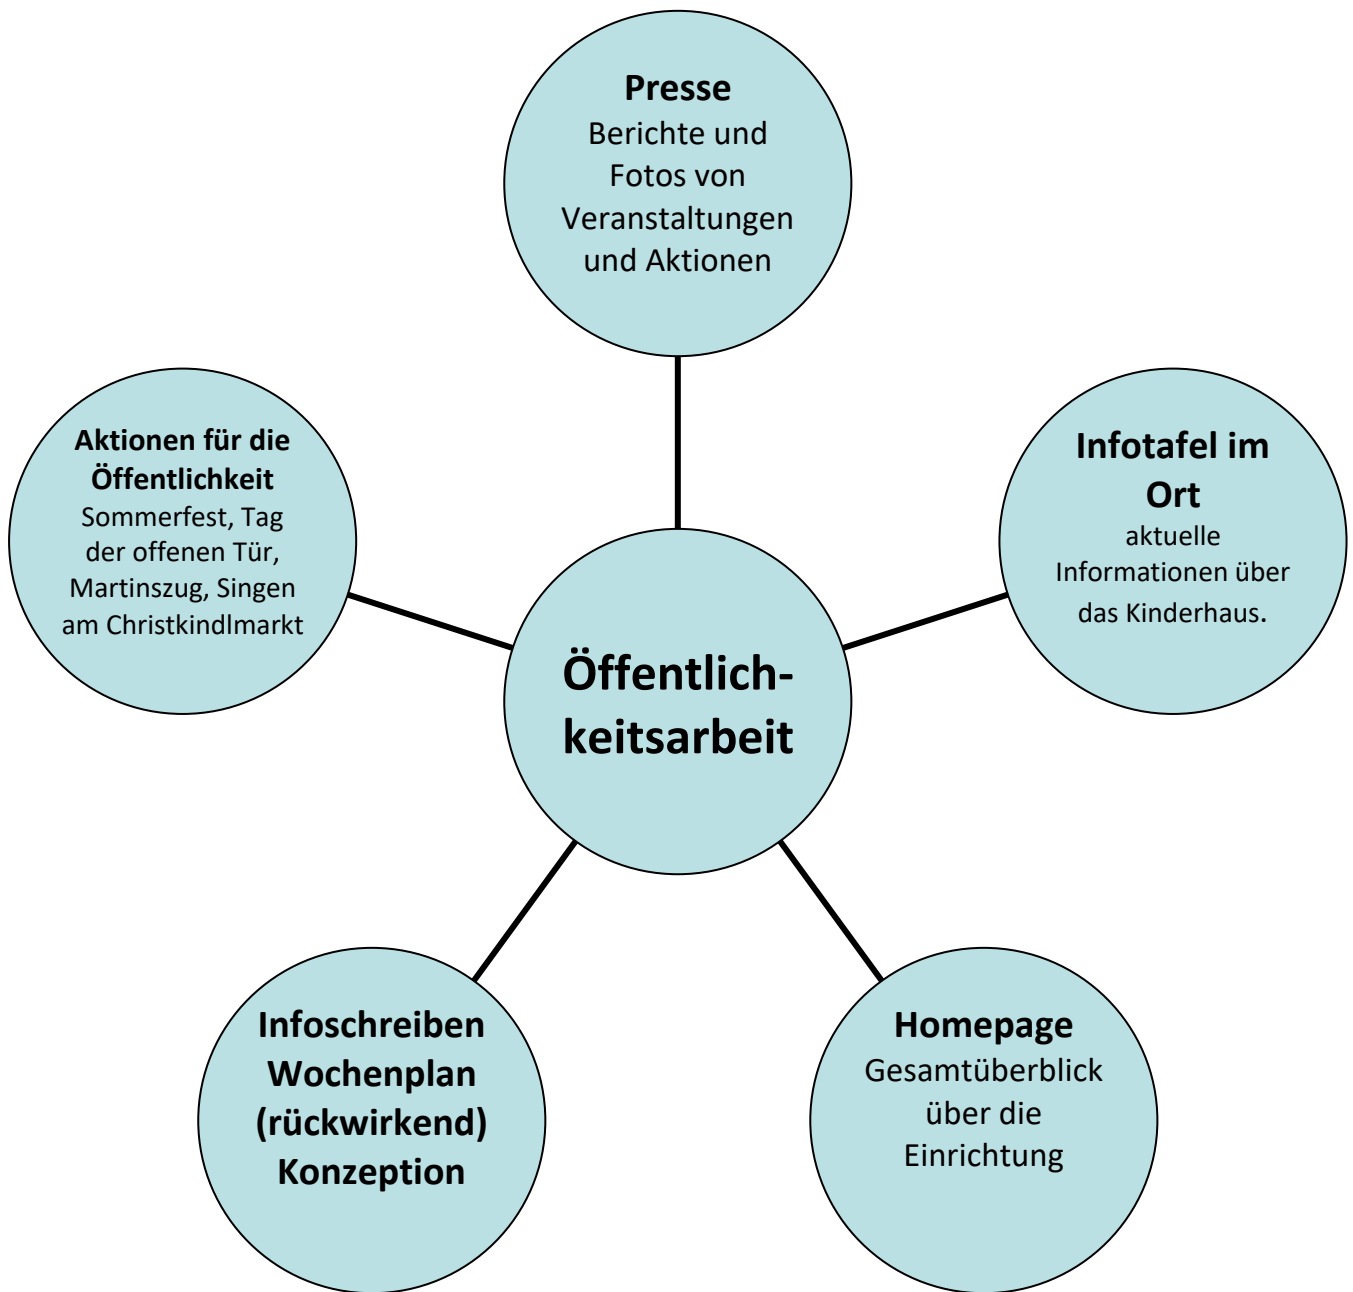 Presse
Berichte und
Fotos von
Veranstaltungen
und Aktionen
Aktionen für die
Öffentlichkeit
Sommerfest, Tag
der offenen Tür,
Martinszug, Singen
am Christkindlmarkt
Infotafel im
Ort
aktuelle
Informationen über
das Kinderhaus.
Öffentlich-
keitsarbeit
Infoschreiben
Wochenplan
(rückwirkend)
Konzeption
Homepage
Gesamtüberblick
über die
Einrichtung